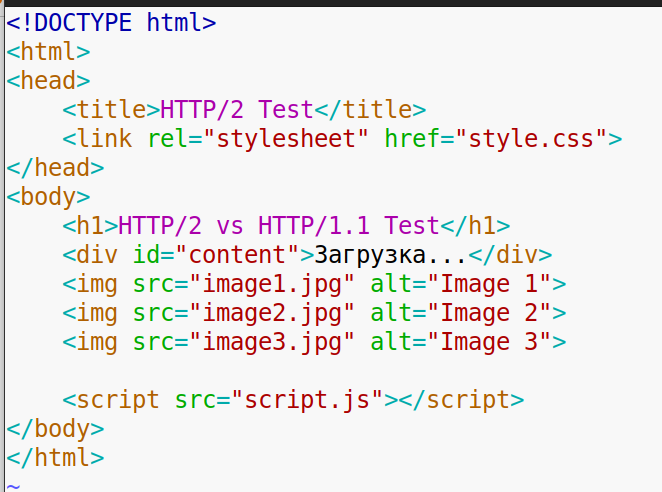 <!DOCTYPE html>
<html>
<head>
    <title>HTTP/2 Test</title>
    <link rel="stylesheet" href="style.css">
</head>
<body>
    <h1>HTTP/2 vs HTTP/1.1 Test</h1>
    <div id="content">Загрузка...</div>
    <img src="image1.jpg" alt="Image 1">
    <img src="image2.jpg" alt="Image 2">
    <img src="image3.jpg" alt="Image 3">

    <script src="script.js"></script>
</body>
</html>
~